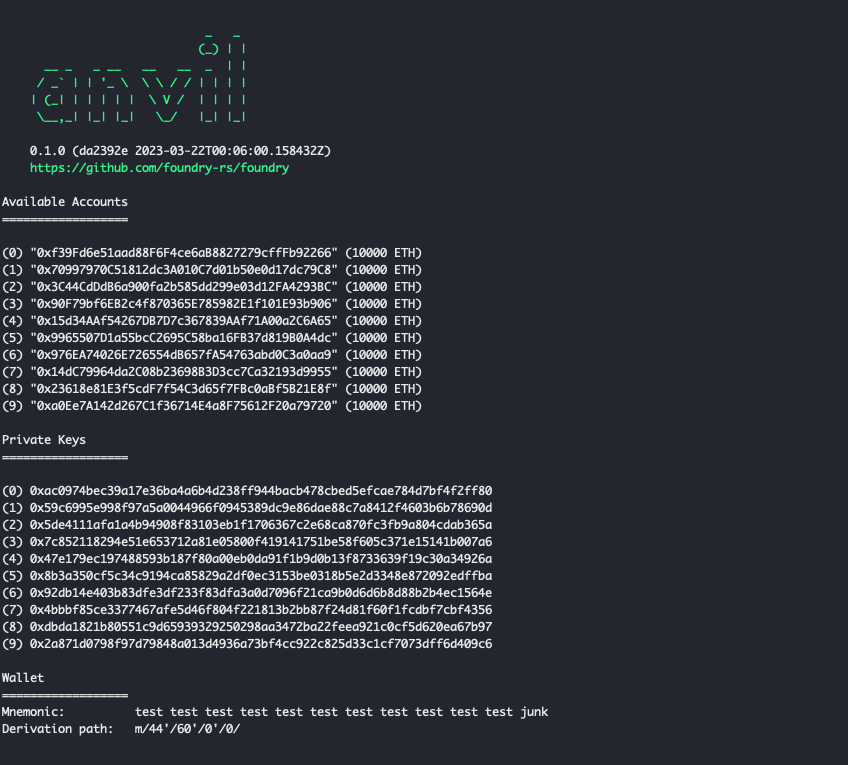 anvil
0.1.0 (da2392e 2023-03-22T00:06:00.158432Z)
https://github.com/foundry-rs/foundry
Available Accounts
==================
(0) "0xf39Fd6e51aad88F6F4ce6aB8827279cffFb92266" (10000 ETH)
(1) "0x70997970C51812dc3A010C7d01b50e0d17dc79C8" (10000 ETH)
(2) "0x3C44CdDdB6a900fa2b585dd299e03d12FA4293BC" (10000 ETH)
(3) "0x90F79bf6EB2c4f870365E785982E1f101E93b906" (10000 ETH)
(4) "0x15d34AAf54267DB7D7c367839AAf71A00a2C6A65" (10000 ETH)
(5) "0x9965507D1a55bcC2695C58ba16FB37d819B0A4dc" (10000 ETH)
(6) "0x976EA74026E726554dB657fA54763abd0C3a0aa9" (10000 ETH)
(7) "0x14dC79964da2C08b23698B3D3cc7Ca32193d9955" (10000 ETH)
(8) "0x23618e81E3f5cdF7f54C3d65f7FBc0aBf5B21E8f" (10000 ETH)
(9) "0xa0Ee7A142d267C1f36714E4a8F75612F20a79720" (10000 ETH)
Private Keys
==================
(0) 0xac0974bec39a17e36ba4a6b4d238ff944bacb478cbed5efcae784d7bf4f2ff80
(1) 0x59c6995e998f97a5a0044966f0945389dc9e86dae88c7a8412f4603b6b78690d
(2) 0x5de4111afa1a4b94908f83103eb1f1706367c2e68ca870fc3fb9a804cdab365a
(3) 0x7c852118294e51e653712a81e05800f419141751be58f605c371e15141b007a6
(4) 0x47e179ec197488593b187f80a00eb0da91f1b9d0b13f8733639f19c30a34926a
(5) 0x8b3a350cf5c34c9194ca85829a2df0ec3153be0318b5e2d3348e872092edffba
(6) 0x92db14e403b83dfe3df233f83dfa3a0d7096f21ca9b0d6d6b8d88b2b4ec1564e
(7) 0x4bbbf85ce3377467afe5d46f804f221813b2bb87f24d81f60f1fcdbf7cbf4356
(8) 0xdbda1821b80551c9d65939329250298aa3472ba22feea921c0cf5d620ea67b97
(9) 0x2a871d0798f97d79848a013d4936a73bf4cc922c825d33c1cf7073dff6d409c6
Wallet
==================
Mnemonic: test test test test test test test test test test test junk
Derivation path: m/44'/60'/0'/0/